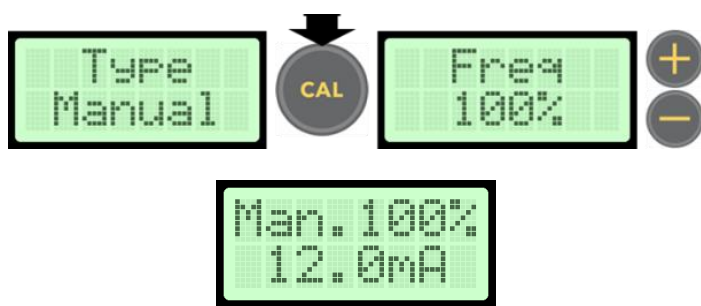 Type
Manual
CAL
Freq
100%
+
-
Man.100%
12.0mA